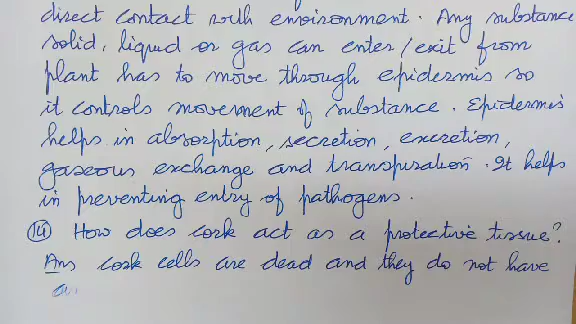 direct contact with environment. Any substance
solid, liquid or gas can enter/exit from
plant has to move through epidermis so
it controls movement of substance. Epidermis
helps in absorption, secretion, excretion,
gaseous exchange and transpiration. It helps
in preventing entry of pathogens.
(14) How does cork act as a protective tissue?
Ans cork cells are dead and they do not have